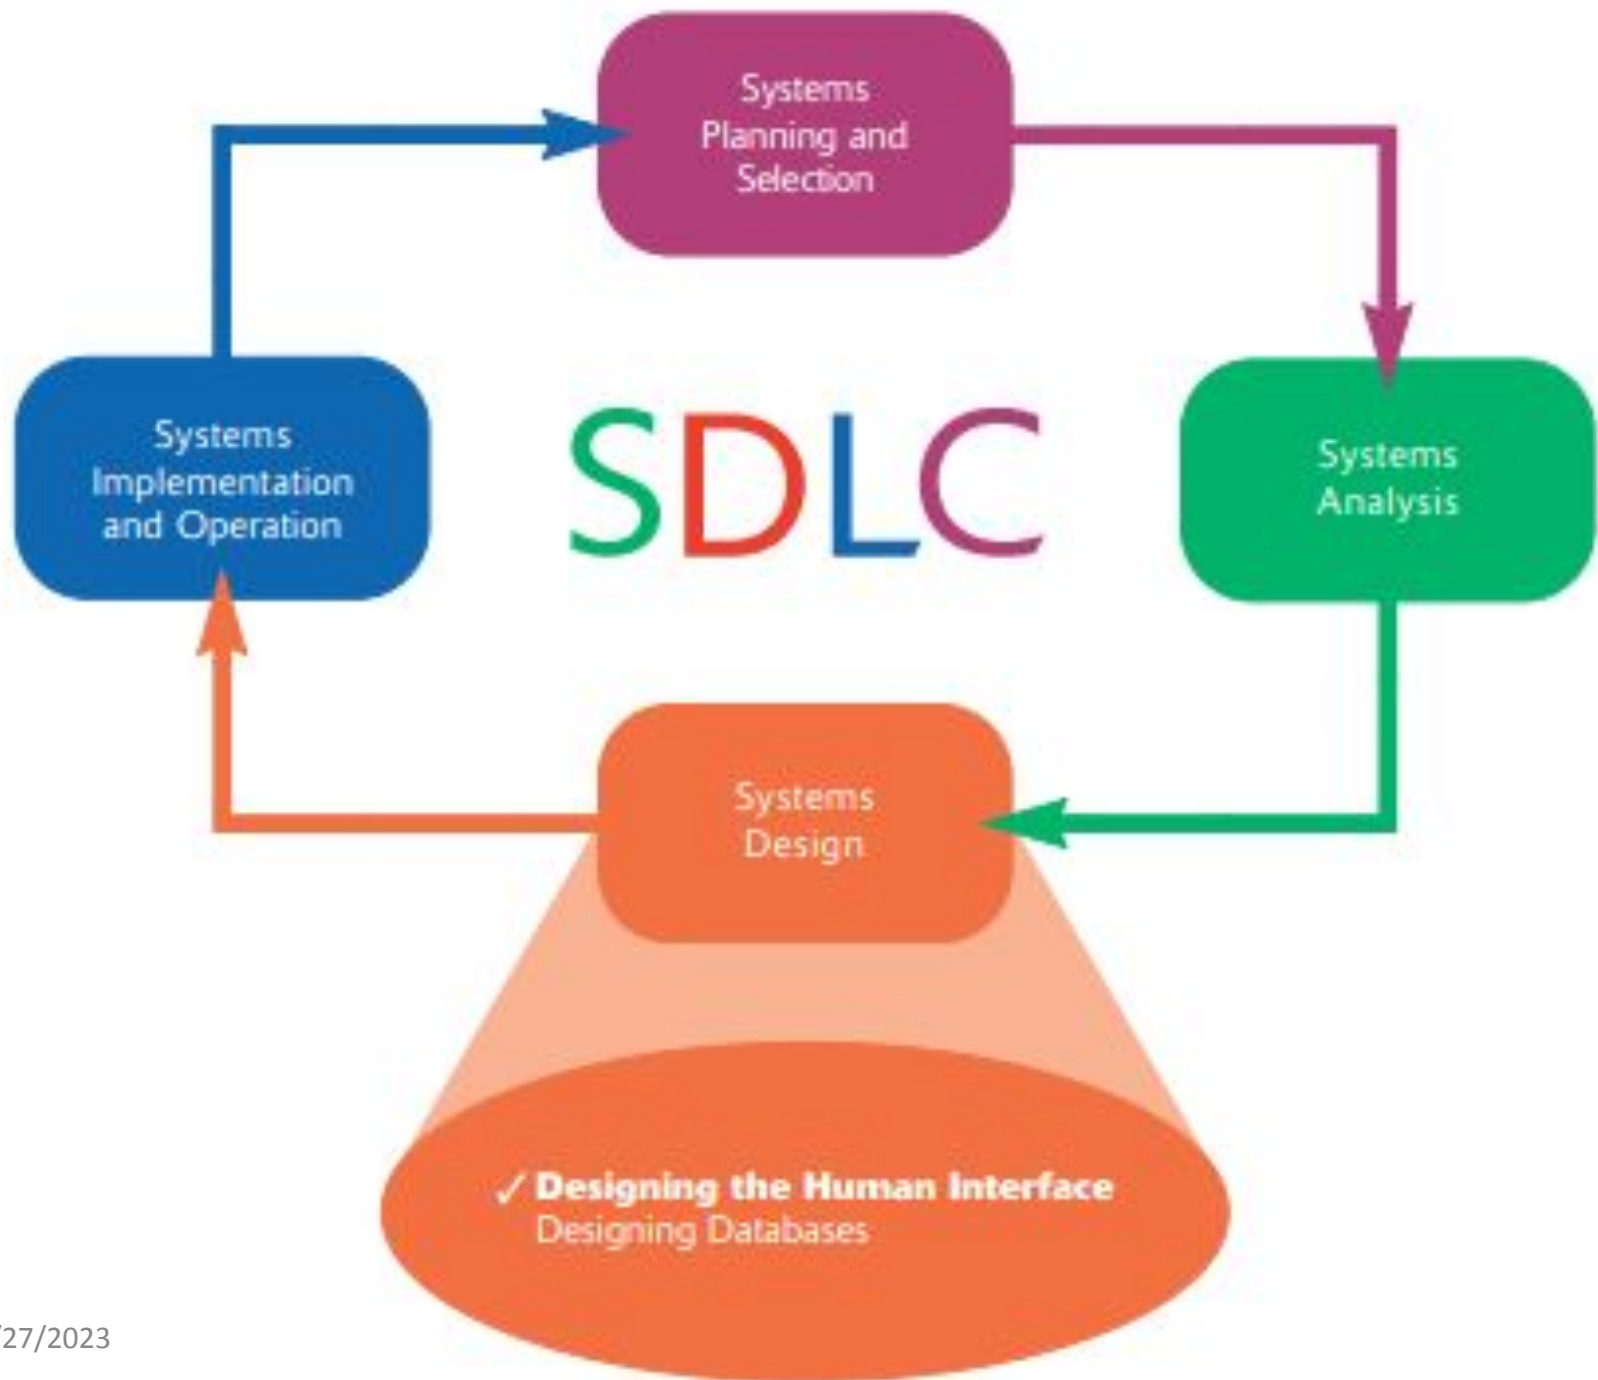 Systems
Planning and
Selection
Systems
Implementation
and Operation
SDLC
Systems
Analysis
Systems
Design
✓ Designing the Human Interface
Designing Databases
/27/2023